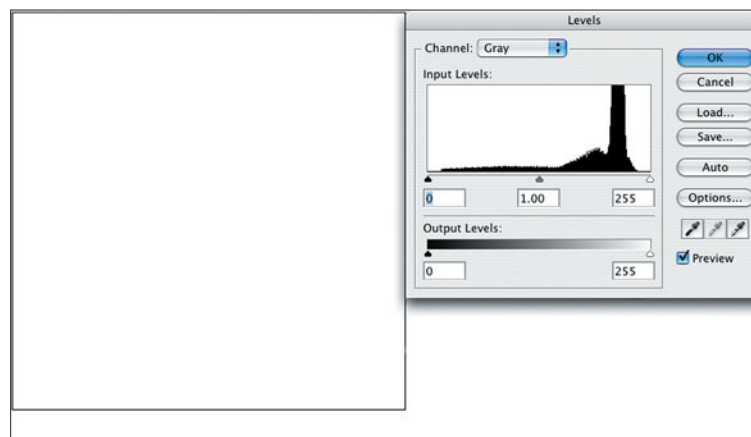 Levels
Channel: Gray
Input Levels:
0 1.00 255
Output Levels:
0 255
OK
Cancel
Load...
Save...
Auto
Options...
Preview